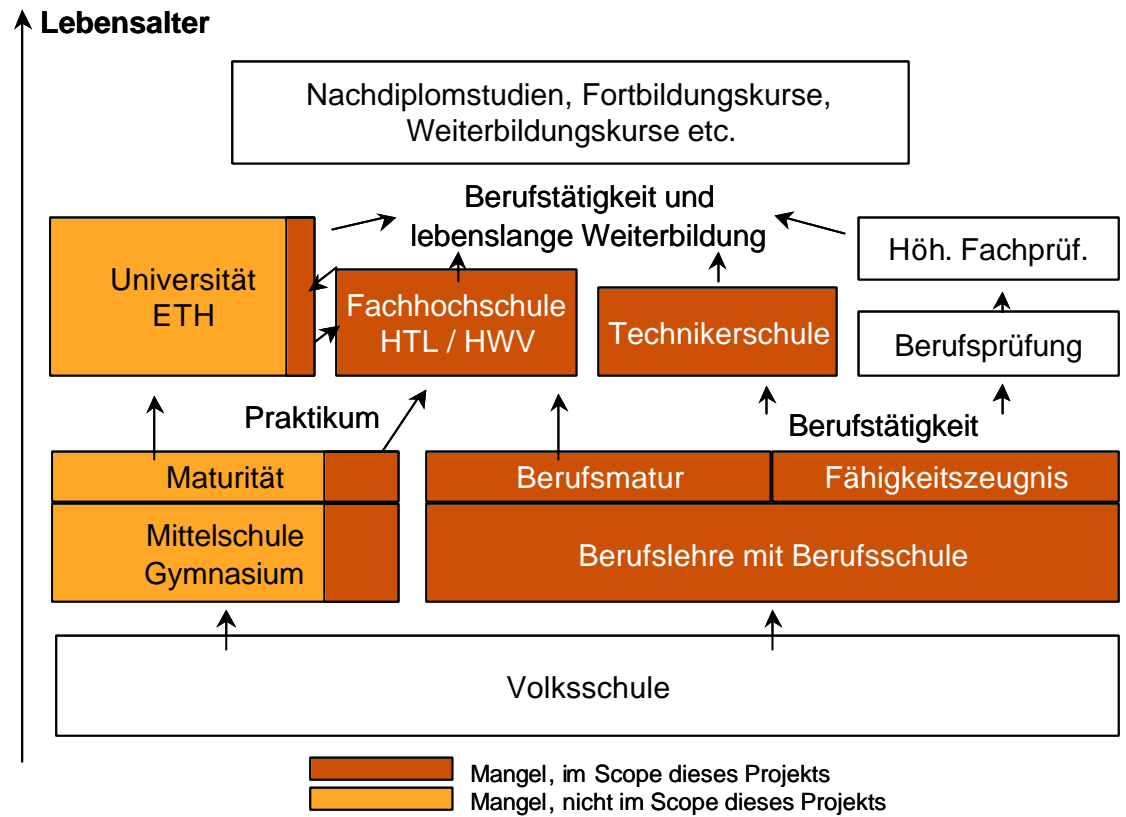 Lebensalter
Nachdiplomstudien, Fortbildungskurse,
Weiterbildungskurse etc.
Berufstätigkeit und
lebenslange Weiterbildung
Universität
ETH
Fachhochschule
HTL / HWV
Technikerschule
Höh. Fachprüf.
Berufsprüfung
Praktikum
Berufstätigkeit
Maturität
Berufsmatur
Fähigkeitszeugnis
Mittelschule
Gymnasium
Berufslehre mit Berufsschule
Volksschule
Mangel, im Scope dieses Projekts
Mangel, nicht im Scope dieses Projekts